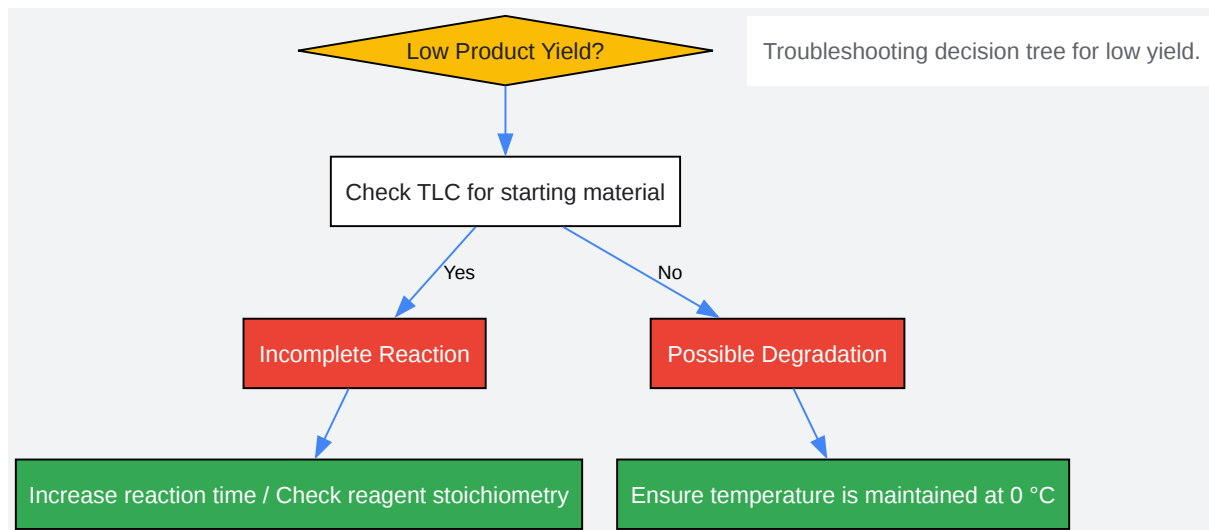 Low Product Yield?
Troubleshooting decision tree for low yield.
Check TLC for starting material
Yes
No
Incomplete Reaction
Possible Degradation
Increase reaction time / Check reagent stoichiometry
Ensure temperature is maintained at 0 °C